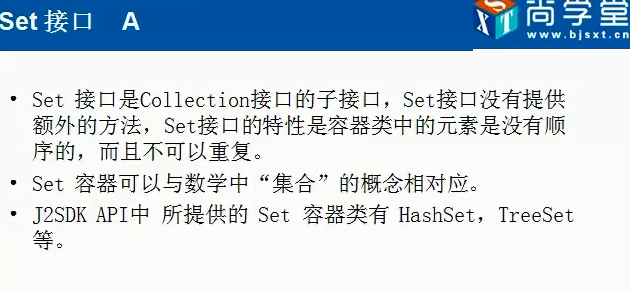 Set 接口 A
尚学堂
SXT
www.bjsxt.cn
• Set 接口是Collection接口的子接口，Set接口没有提供
额外的方法，Set接口的特性是容器类中的元素是没有顺
序的，而且不可以重复。
• Set 容器可以与数学中“集合”的概念相对应。
• J2SDK API中 所提供的 Set 容器类有 HashSet，TreeSet
等。